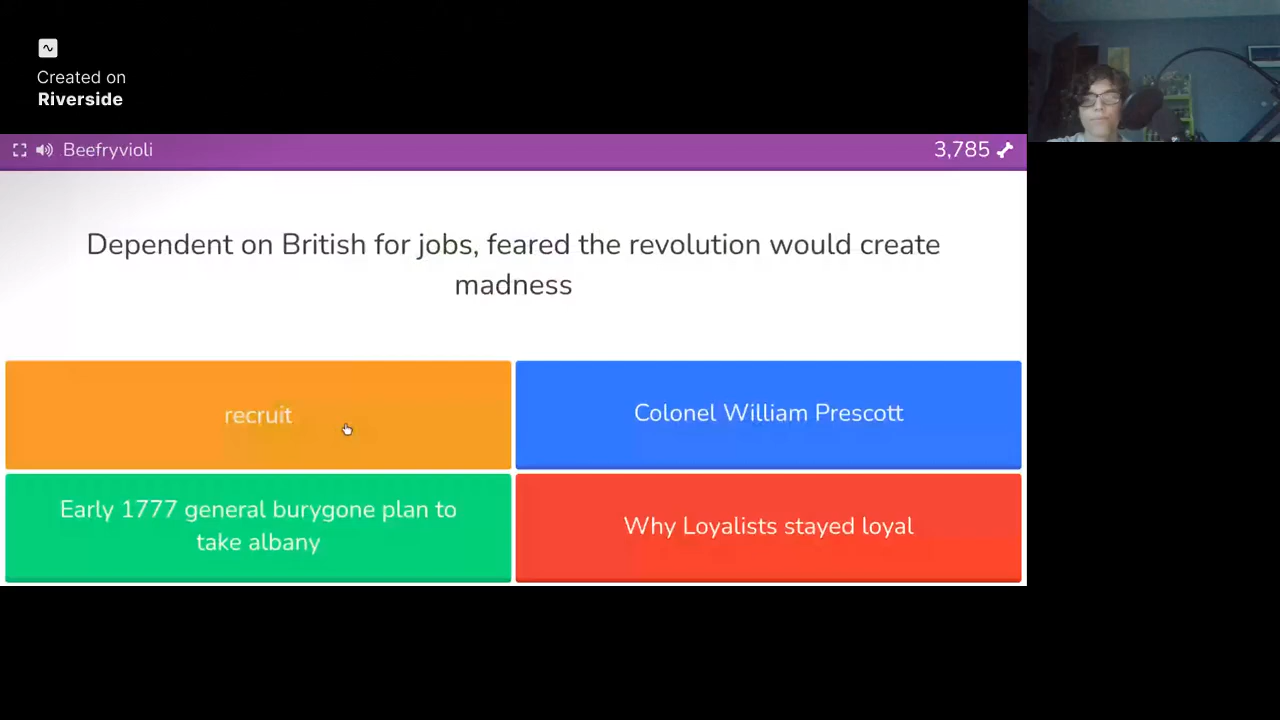 Created on
Riverside
Beefryvioli
3,785
Dependent on British for jobs, feared the revolution would create
madness
recruit
Colonel William Prescott
Early 1777 general burygone plan to
take albany
Why Loyalists stayed loyal